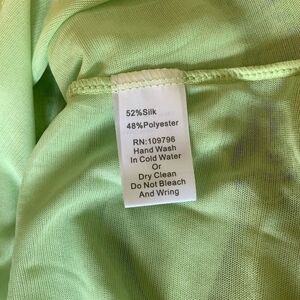 52%Silk
48%Polyester
RN:109796
Hand Wash
In Cold Water
Or
Dry Clean
Do Not Bleach
And Wring